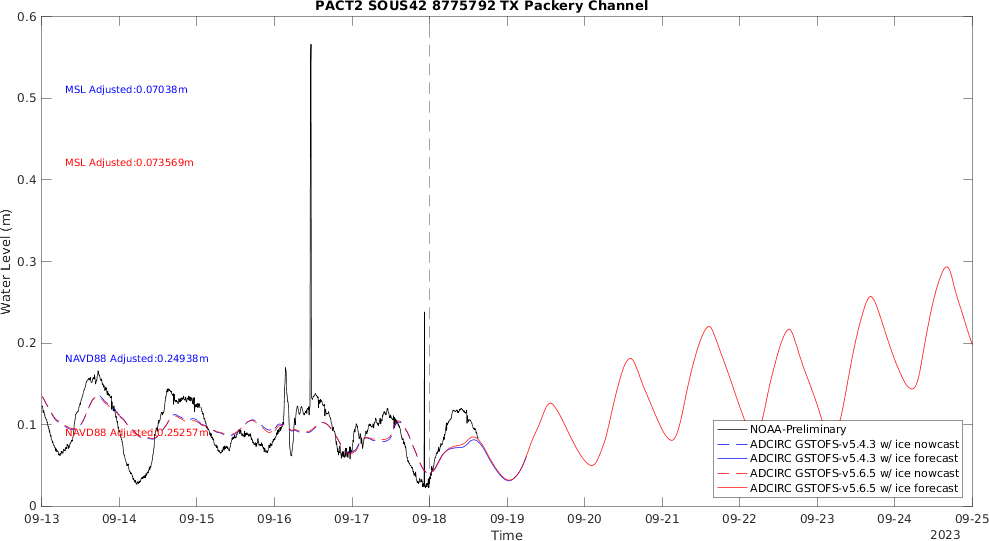 PACT2 SOUS42 8775792 TX Packery Channel
0.6
0.5
0.4
0.3
0.2
0.1
0
Water Level (m)
MSL Adjusted:0.07038m
MSL Adjusted:0.073569m
NAVD88 Adjusted:0.24938m
NAVD88 Adjusted:0.25257m
NOAA-Preliminary
ADCIRC GSTOFS-v5.4.3 w/ ice nowcast
ADCIRC GSTOFS-v5.4.3 w/ ice forecast
ADCIRC GSTOFS-v5.6.5 w/ ice nowcast
ADCIRC GSTOFS-v5.6.5 w/ ice forecast
09-13 09-14 09-15 09-16 09-17 09-18 09-19 09-20 09-21 09-22 09-23 09-24 09-25
Time
2023